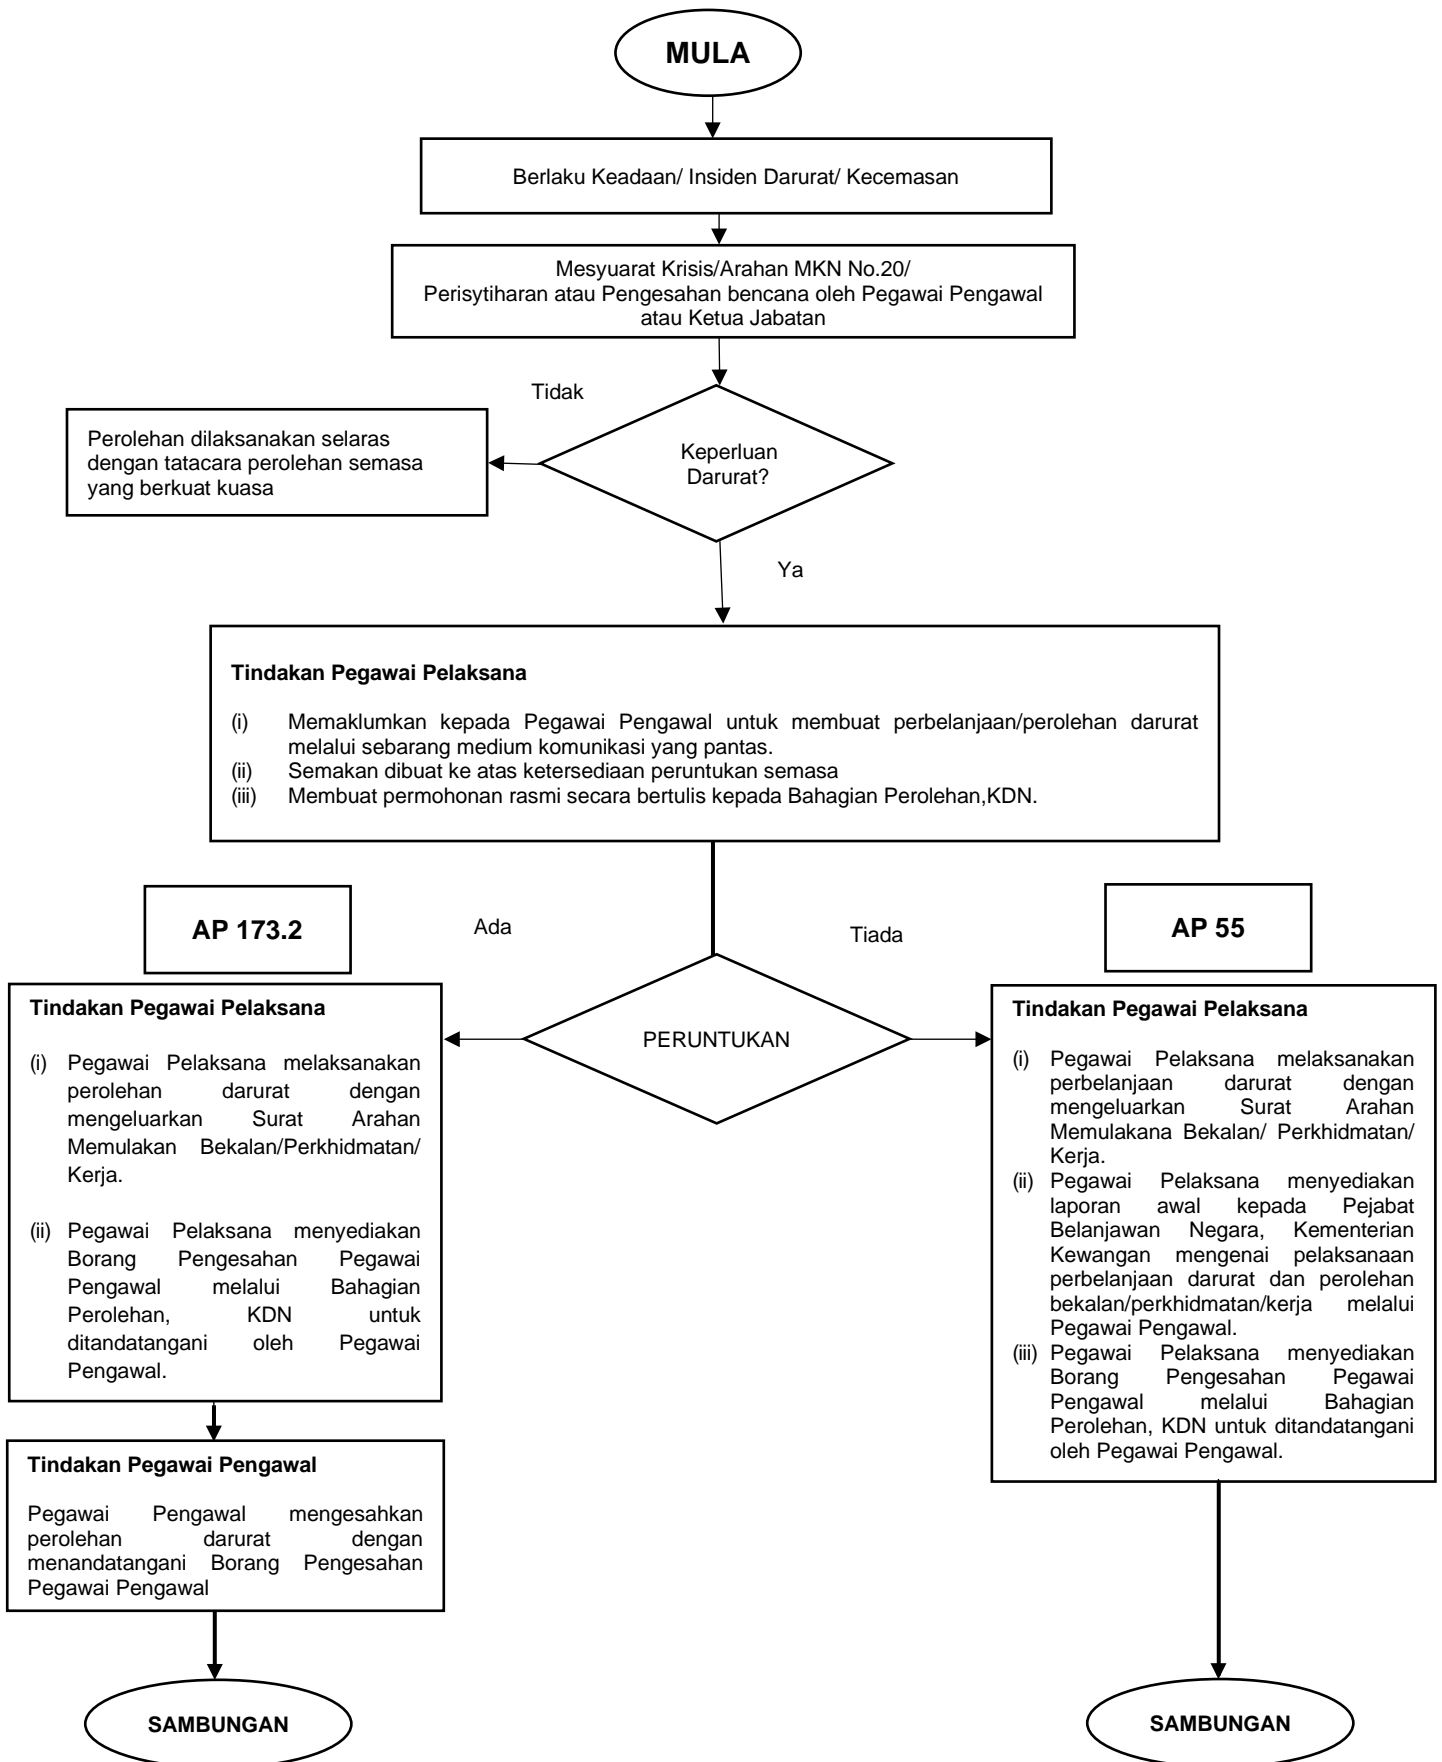 MULA
Berlaku Keadaan/ Insiden Darurat/ Kecemasan
Mesyuarat Krisis/Arahan MKN No.20/
Perisytiharan atau Pengesahan bencana oleh Pegawai Pengawal
atau Ketua Jabatan
Tidak
Perolehan dilaksanakan selaras
dengan tatacara perolehan semasa
yang berkuat kuasa
Keperluan
Darurat?
Ya
Tindakan Pegawai Pelaksana
(i) Memaklumkan kepada Pegawai Pengawal untuk membuat perbelanjaan/perolehan darurat
melalui sebarang medium komunikasi yang pantas.
(ii) Semakan dibuat ke atas ketersediaan peruntukan semasa
(iii) Membuat permohonan rasmi secara bertulis kepada Bahagian Perolehan,KDN.
AP 173.2
Ada
Tiada
AP 55
PERUNTUKAN
Tindakan Pegawai Pelaksana
(i) Pegawai Pelaksana melaksanakan
perolehan darurat dengan
mengeluarkan Surat Arahan
Memulakan Bekalan/Perkhidmatan/
Kerja.
(ii) Pegawai Pelaksana menyediakan
Borang Pengesahan Pegawai
Pengawal melalui Bahagian
Perolehan, KDN untuk
ditandatangani oleh Pegawai
Pengawal.
Tindakan Pegawai Pengawal
Pegawai Pengawal mengesahkan
perolehan darurat dengan
menandatangani Borang Pengesahan
Pegawai Pengawal
SAMBUNGAN
Tindakan Pegawai Pelaksana
(i) Pegawai Pelaksana melaksanakan
perbelanjaan darurat dengan
mengeluarkan Surat Arahan
Memulakana Bekalan/ Perkhidmatan/
Kerja.
(ii) Pegawai Pelaksana menyediakan
laporan awal kepada Pejabat
Belanjawan Negara, Kementerian
Kewangan mengenai pelaksanaan
perbelanjaan darurat dan perolehan
bekalan/perkhidmatan/kerja melalui
Pegawai Pengawal.
(iii) Pegawai Pelaksana menyediakan
Borang Pengesahan Pegawai
Pengawal melalui Bahagian
Perolehan, KDN untuk ditandatangani
oleh Pegawai Pengawal.
SAMBUNGAN